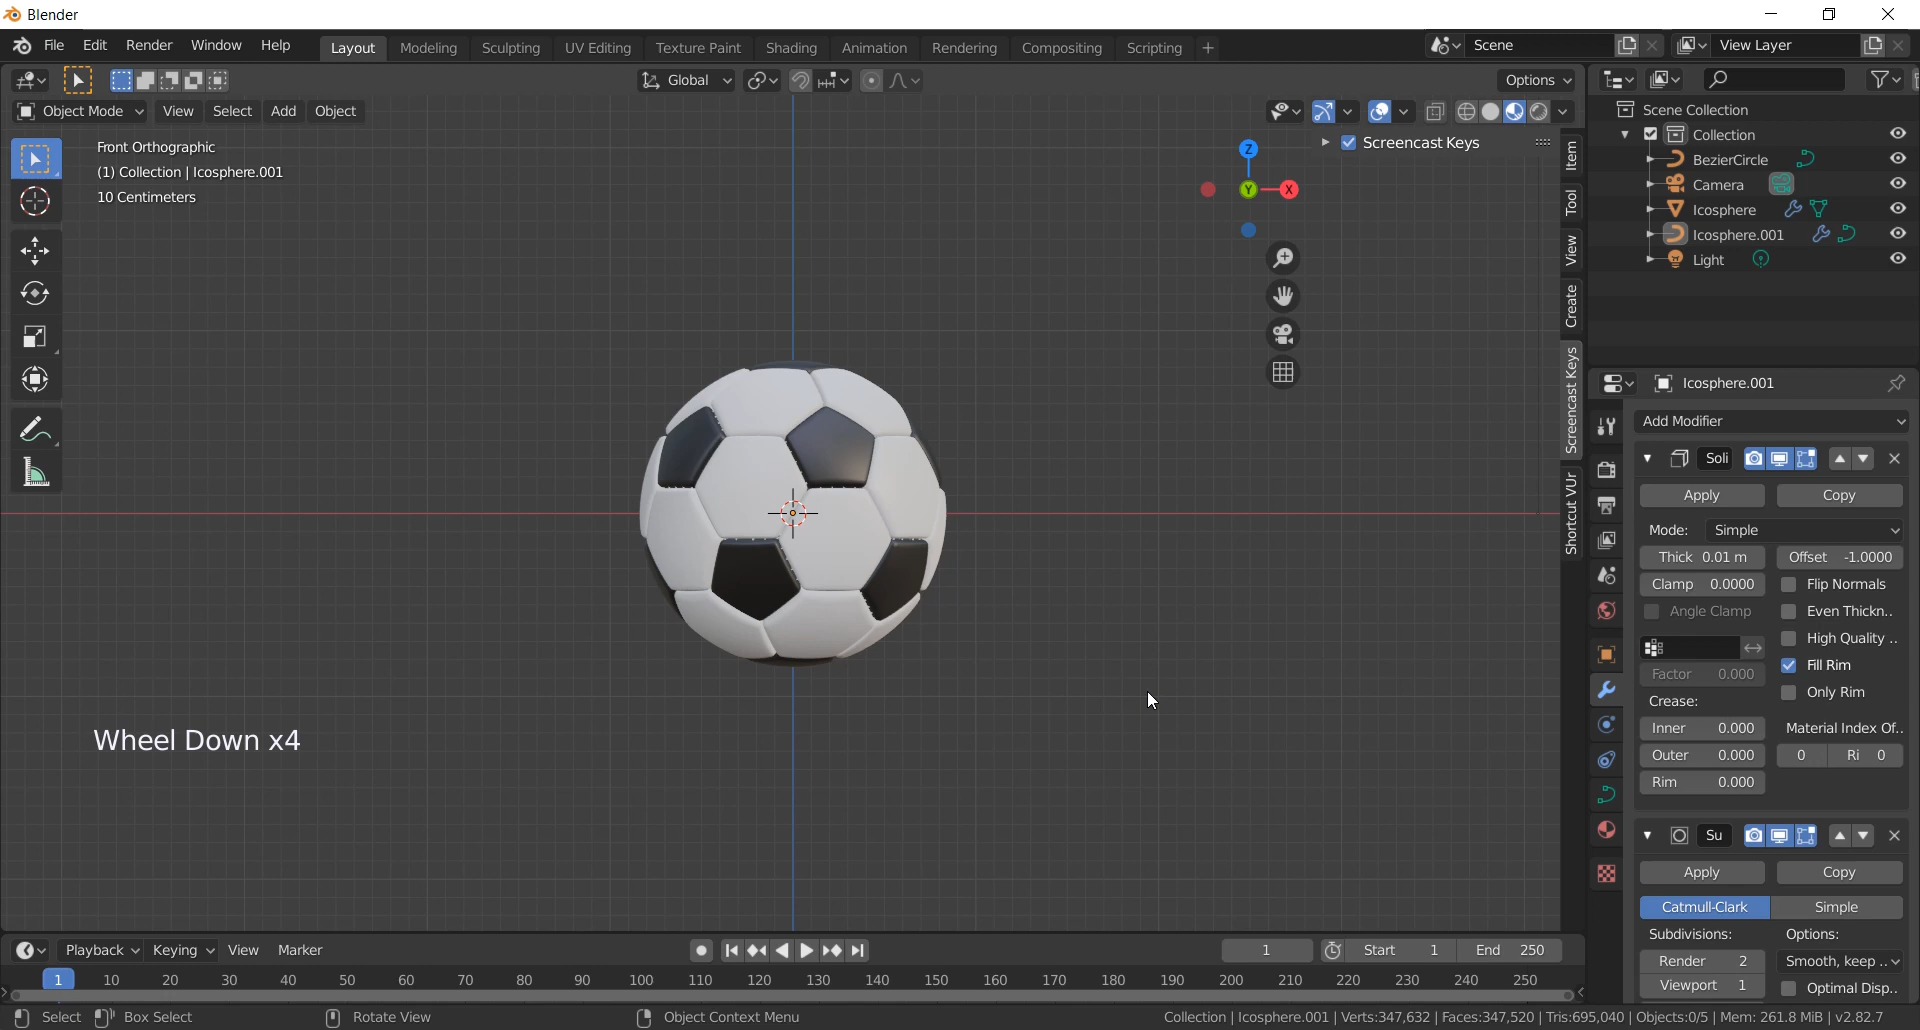 Blender
File Edit Render Window Help Layout Modeling Sculpting UV Editing Texture Paint Shading Animation Rendering Compositing Scripting + Scene View Layer
Global Options
Object Mode View Select Add Object
Front Orthographic
(1) Collection | Icosphere.001
10 Centimeters
Z
Y
X
Screencast Keys
Item
Tool
View
Create
Screencast Keys
Shortcut VUr
Wheel Down x4
Scene Collection
Collection
BezierCircle
Camera
Icosphere
Icosphere.001
Light
Icosphere.001
Add Modifier
Soli
Apply Copy
Mode: Simple
Thick 0.01 m Offset -1.0000
Clamp 0.0000 Flip Normals
Angle Clamp Even Thickn..
High Quality ..
Fill Rim
Factor 0.000
Only Rim
Crease:
Inner 0.000 Material Index Of..
Outer 0.000 0 Ri 0
Rim 0.000
Su
Apply Copy
Catmull-Clark Simple
Subdivisions: Options:
Render 2 Smooth, keep ..
Viewport 1 Optimal Disp..
Playback Keying View Marker 1 Start 1 End 250
1 10 20 30 40 50 60 70 80 90 100 110 120 130 140 150 160 170 180 190 200 210 220 230 240 250
Select Box Select Rotate View Object Context Menu Collection | Icosphere.001 | Verts:347,632 | Faces:347,520 | Tris:695,040 | Objects:0/5 | Mem: 261.8 MiB | v2.82.7